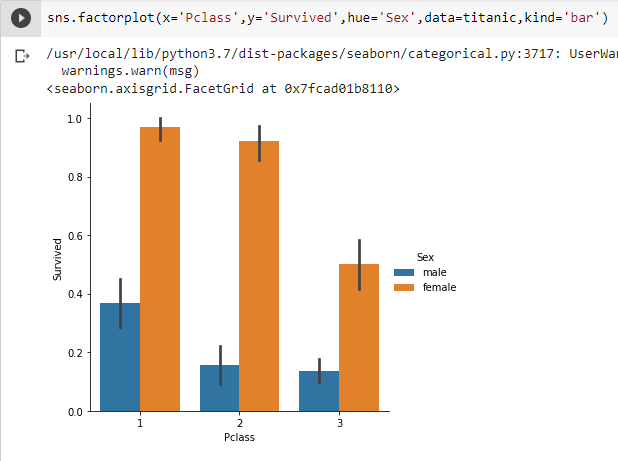 sns.factorplot(x='Pclass',y='Survived',hue='Sex',data=titanic,kind='bar')
/usr/local/lib/python3.7/dist-packages/seaborn/categorical.py:3717:
warnings.warn(msg)
<seaborn.axisgrid.FacetGrid at 0x7fcad01b8110>
1.0
0.8
0.6
0.4
0.2
0.0
Survived
1 2 3
Pclass
Sex
male
female